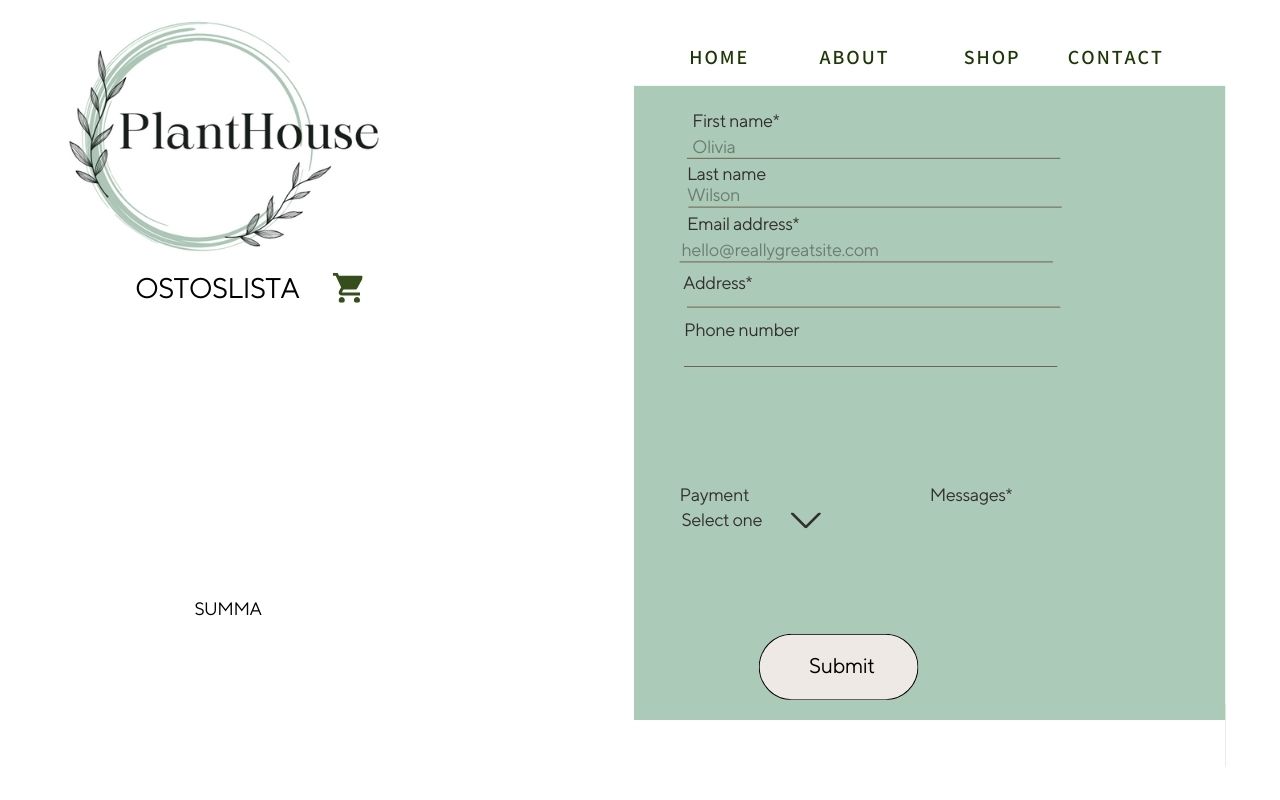 PlantHouse
OSTOSLISTA
SUMMA
HOME ABOUT SHOP CONTACT
First name*
Olivia
Last name
Wilson
Email address*
hello@reallygreatsite.com
Address*
Phone number
Payment Messages*
Select one
Submit